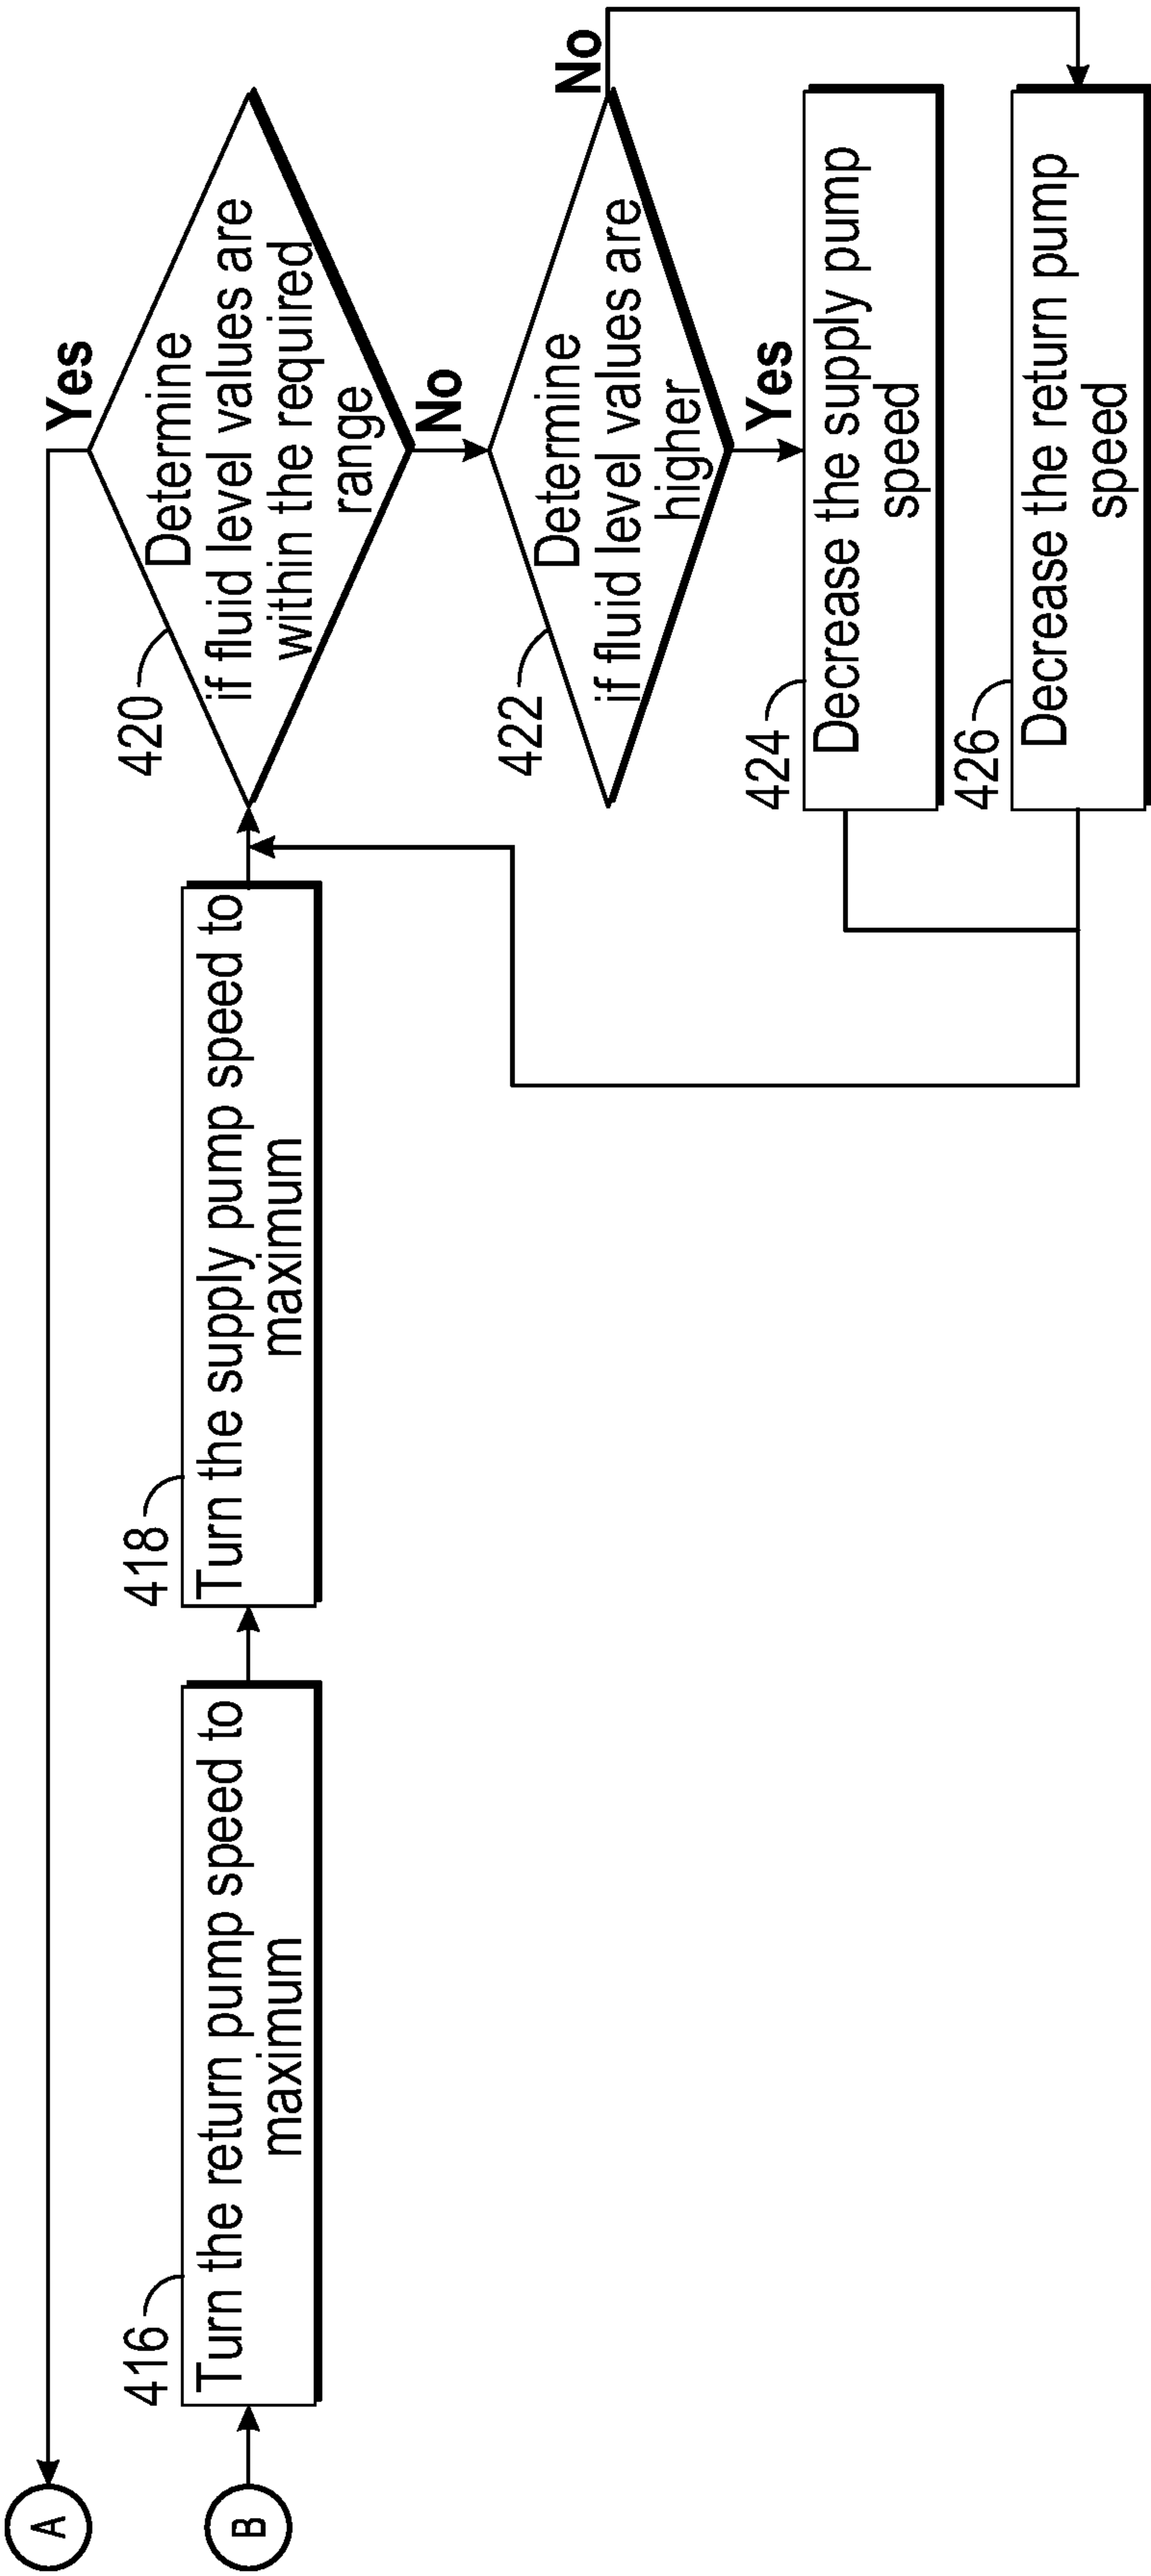 A
Yes
B
416
Turn the return pump speed to
maximum
418
Turn the supply pump speed to
maximum
420
Determine
if fluid level values are
within the required
range
No
422
Determine
if fluid level values are
higher
No
Yes
424
Decrease the supply pump
speed
426
Decrease the return pump
speed